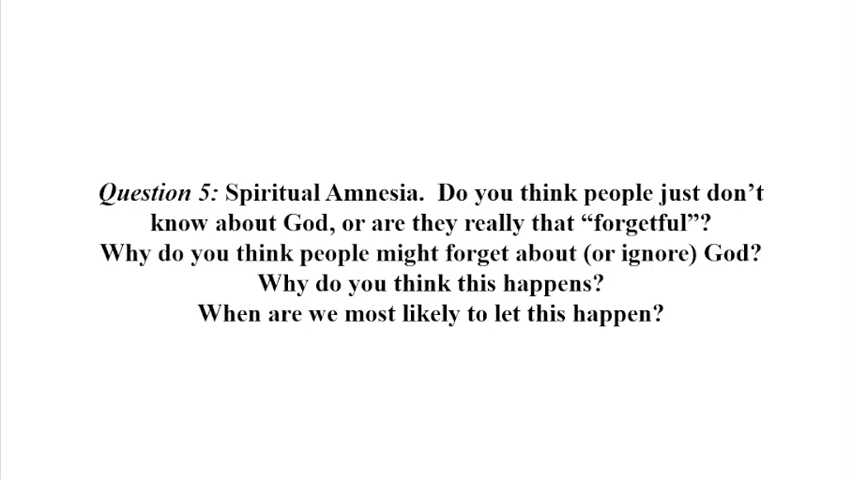 Question 5: Spiritual Amnesia.  Do you think people just don’t
know about God, or are they really that “forgetful”?
Why do you think people might forget about (or ignore) God?
Why do you think this happens?
When are we most likely to let this happen?